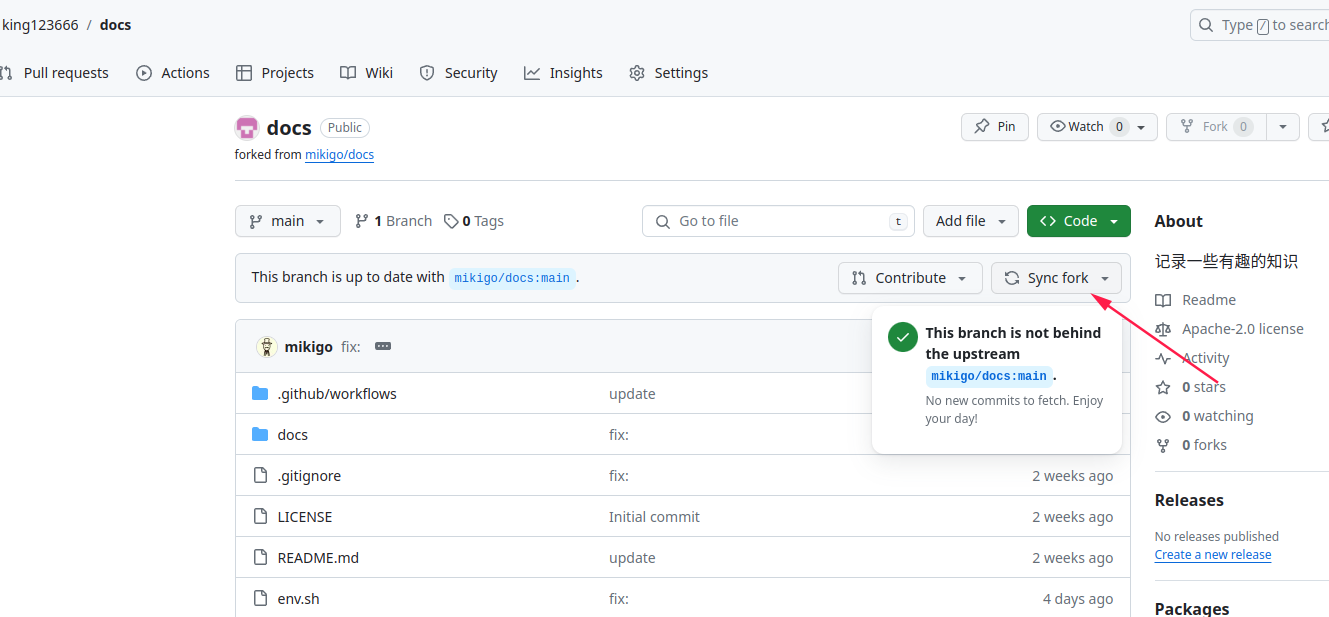 king123666 / docs
Type / to search
Pull requests Actions Projects Wiki Security Insights Settings
docs Public
Pin Watch 0 Fork 0
forked from mikigo/docs
main 1 Branch 0 Tags Go to file t Add file Code
This branch is up to date with mikigo/docs:main. Contribute Sync fork
This branch is not behind
the upstream
mikigo/docs:main.
No new commits to fetch. Enjoy
your day!
mikigo fix:
.github/workflows update
docs fix:
.gitignore fix: 2 weeks ago
LICENSE Initial commit 2 weeks ago
README.md update 2 weeks ago
env.sh fix: 4 days ago
About
记录一些有趣的知识
Readme
Apache-2.0 license
Activity
0 stars
0 watching
0 forks
Releases
No releases published
Create a new release
Packages